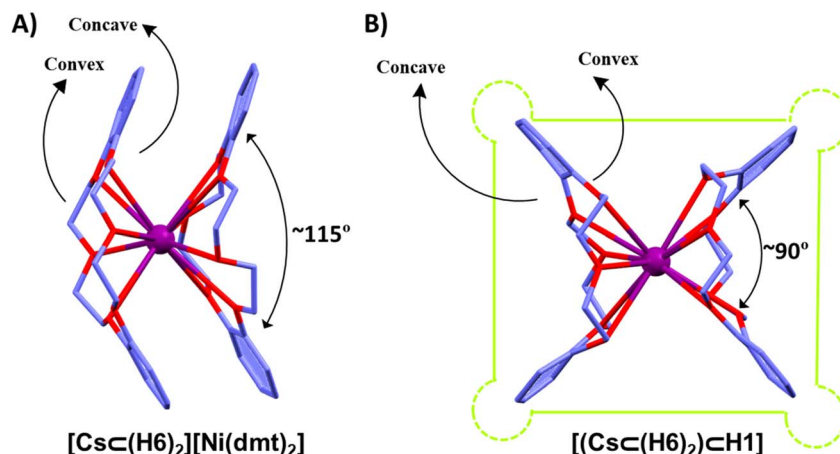 A)
Concave
Convex
~115°
[Cs⊂(H6)₂][Ni(dmt)₂]
B)
Concave
Convex
~90°
[(Cs⊂(H6)₂)⊂H1]